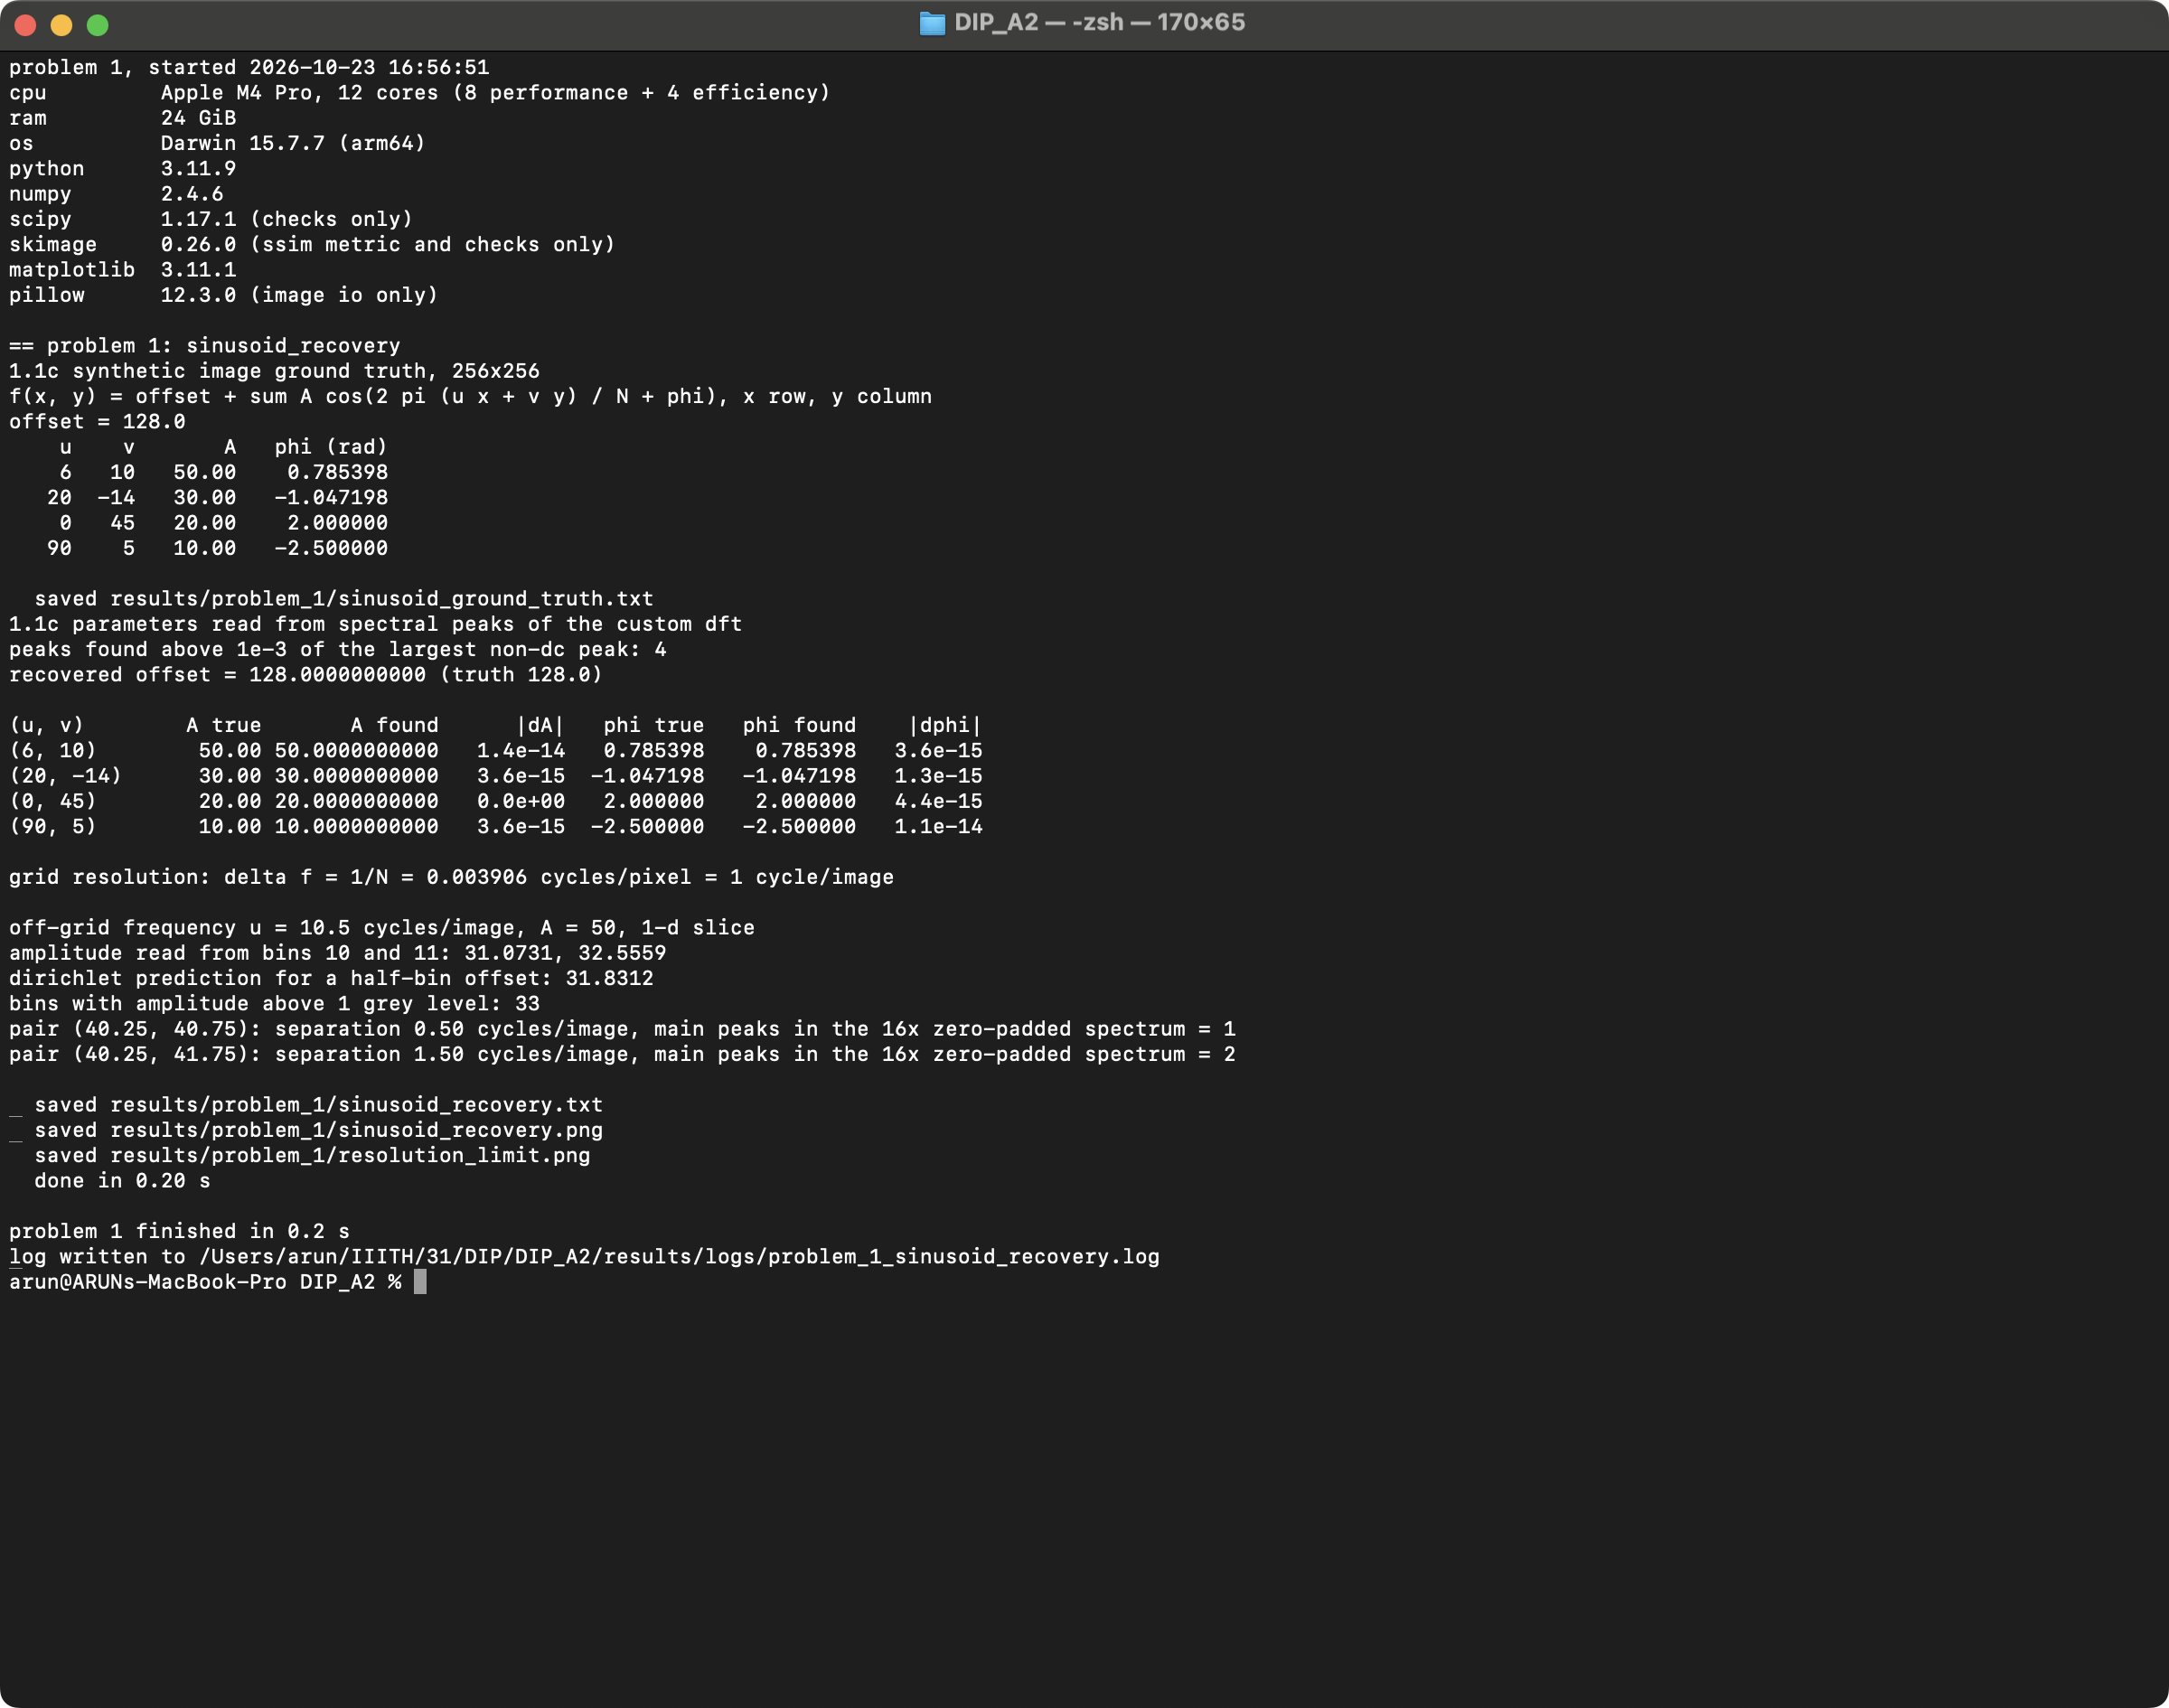 DIP_A2 — -zsh — 170×65
problem 1, started 2026-10-23 16:56:51
cpu         Apple M4 Pro, 12 cores (8 performance + 4 efficiency)
ram         24 GiB
os          Darwin 15.7.7 (arm64)
python      3.11.9
numpy       2.4.6
scipy       1.17.1 (checks only)
skimage     0.26.0 (ssim metric and checks only)
matplotlib  3.11.1
pillow      12.3.0 (image io only)

== problem 1: sinusoid_recovery
1.1c synthetic image ground truth, 256x256
f(x, y) = offset + sum A cos(2 pi (u x + v y) / N + phi), x row, y column
offset = 128.0
    u    v       A   phi (rad)
    6   10   50.00    0.785398
   20  -14   30.00   -1.047198
    0   45   20.00    2.000000
   90    5   10.00   -2.500000

  saved results/problem_1/sinusoid_ground_truth.txt
1.1c parameters read from spectral peaks of the custom dft
peaks found above 1e-3 of the largest non-dc peak: 4
recovered offset = 128.0000000000 (truth 128.0)

(u, v)        A true       A found      |dA|   phi true   phi found    |dphi|
(6, 10)        50.00 50.0000000000   1.4e-14   0.785398    0.785398   3.6e-15
(20, -14)      30.00 30.0000000000   3.6e-15  -1.047198   -1.047198   1.3e-15
(0, 45)        20.00 20.0000000000   0.0e+00   2.000000    2.000000   4.4e-15
(90, 5)        10.00 10.0000000000   3.6e-15  -2.500000   -2.500000   1.1e-14

grid resolution: delta f = 1/N = 0.003906 cycles/pixel = 1 cycle/image

off-grid frequency u = 10.5 cycles/image, A = 50, 1-d slice
amplitude read from bins 10 and 11: 31.0731, 32.5559
dirichlet prediction for a half-bin offset: 31.8312
bins with amplitude above 1 grey level: 33
pair (40.25, 40.75): separation 0.50 cycles/image, main peaks in the 16x zero-padded spectrum = 1
pair (40.25, 41.75): separation 1.50 cycles/image, main peaks in the 16x zero-padded spectrum = 2

_ saved results/problem_1/sinusoid_recovery.txt
_ saved results/problem_1/sinusoid_recovery.png
  saved results/problem_1/resolution_limit.png
  done in 0.20 s

problem 1 finished in 0.2 s
log written to /Users/arun/IIITH/31/DIP/DIP_A2/results/logs/problem_1_sinusoid_recovery.log
arun@ARUNs-MacBook-Pro DIP_A2 %